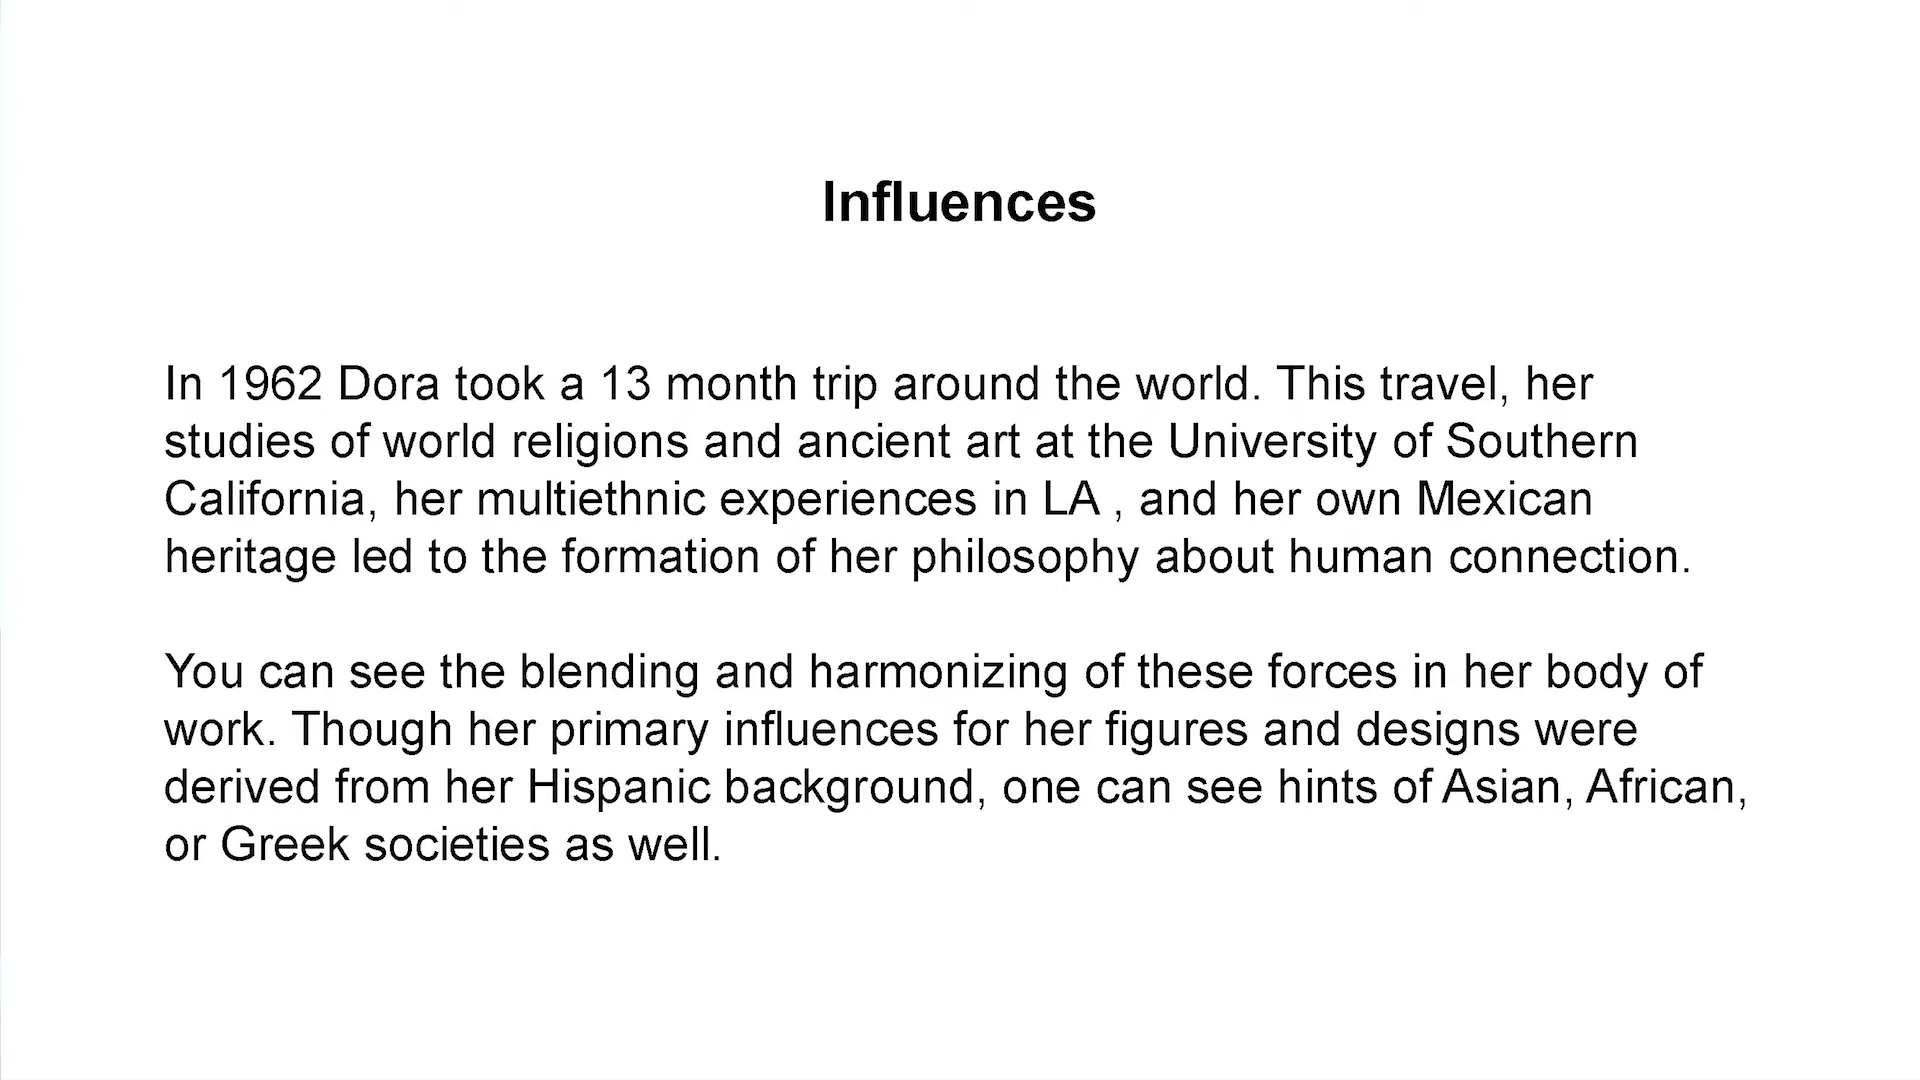 Influences
In 1962 Dora took a 13 month trip around the world. This travel, her
studies of world religions and ancient art at the University of Southern
California, her multiethnic experiences in LA , and her own Mexican
heritage led to the formation of her philosophy about human connection.
You can see the blending and harmonizing of these forces in her body of
work. Though her primary influences for her figures and designs were
derived from her Hispanic background, one can see hints of Asian, African,
or Greek societies as well.